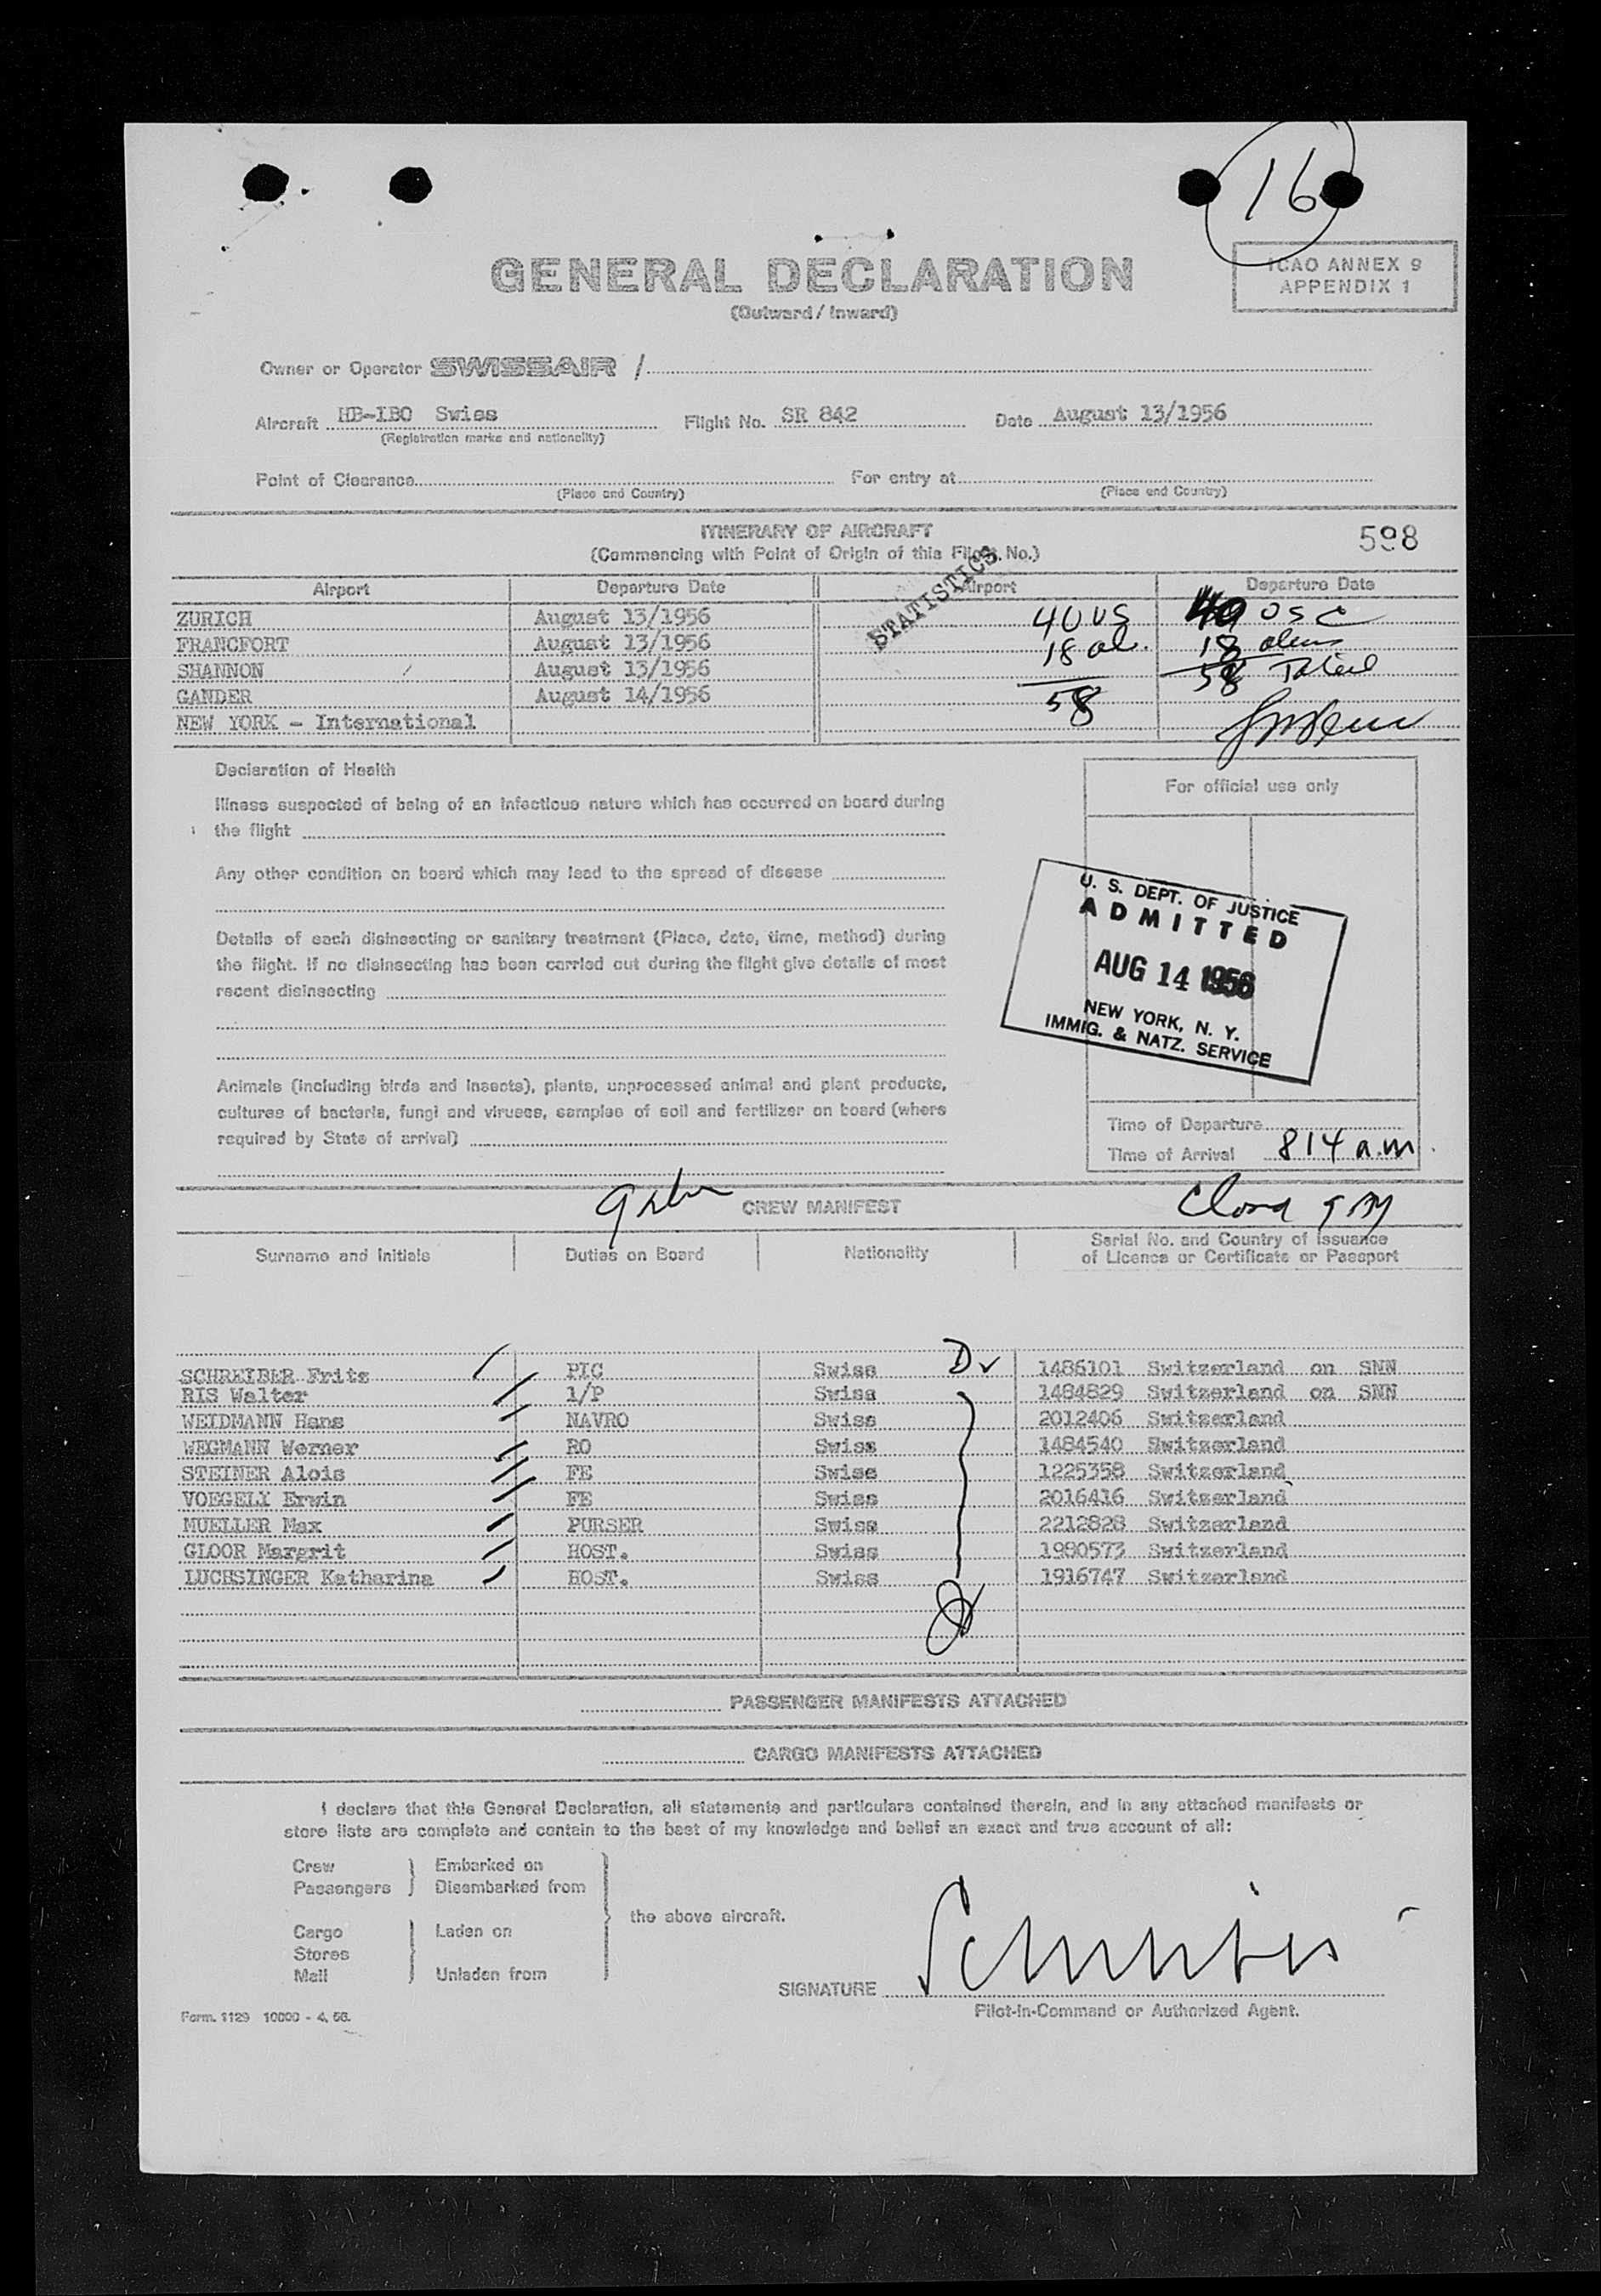 16
GENERAL DECLARATION
(Outward / Inward)
ICAO ANNEX 9
APPENDIX 1
Owner or Operator SWISSAIR /
Aircraft HB-IBO Swiss Flight No. SR 842 Date August 13/1956
(Registration marks and nationality)
Point of Clearance For entry at
(Place and Country) (Place and Country)
ITINERARY OF AIRCRAFT
598
(Commencing with Point of Origin of this Flight No.)
STATISTICS
Airport Departure Date Airport Departure Date
ZURICH August 13/1956 40 US 40 USC
FRANCFORT August 13/1956 18 al. 18 aliens
SHANNON August 13/1956 58 Total
GANDER August 14/1956 58
NEW YORK - International
Declaration of Health
For official use only
Illness suspected of being of an infectious nature which has occurred on board during
the flight
Any other condition on board which may lead to the spread of disease
U. S. DEPT. OF JUSTICE
ADMITTED
AUG 14 1956
NEW YORK, N. Y.
IMMIG. & NATZ. SERVICE
Details of each disinsecting or sanitary treatment (Place, date, time, method) during
the flight. If no disinsecting has been carried out during the flight give details of most
recent disinsecting
Animals (including birds and insects), plants, unprocessed animal and plant products,
cultures of bacteria, fungi and viruses, samples of soil and fertilizer on board (where
required by State of arrival)
Time of Departure
Time of Arrival 814 a.m.
CREW MANIFEST
Surname and Initials Duties on Board Nationality Serial No. and Country of Issuance
of Licence or Certificate or Passport
SCHREIBER Fritz PIC Swiss D 1486101 Switzerland on SNN
RIS Walter 1/P Swiss 1484829 Switzerland on SNN
WEIDMANN Hans NAVRO Swiss 2012406 Switzerland
WEGMANN Werner RO Swiss 1484540 Switzerland
STEINER Alois FE Swiss 1225358 Switzerland
VOEGELI Erwin FE Swiss 2016416 Switzerland
MUELLER Max PURSER Swiss 2212828 Switzerland
GLOOR Margrit HOST. Swiss 1980573 Switzerland
LUCHSINGER Katharina HOST. Swiss 1916747 Switzerland
PASSENGER MANIFESTS ATTACHED
CARGO MANIFESTS ATTACHED
I declare that this General Declaration, all statements and particulars contained therein, and in any attached manifests or
store lists are complete and contain to the best of my knowledge and belief an exact and true account of all:
Crew Embarked on
Passengers Disembarked from
the above aircraft.
Cargo Laden on
Stores
Mail Unladen from
SIGNATURE
Pilot-in-Command or Authorized Agent.
Form. 1129 10000 - 4. 56.